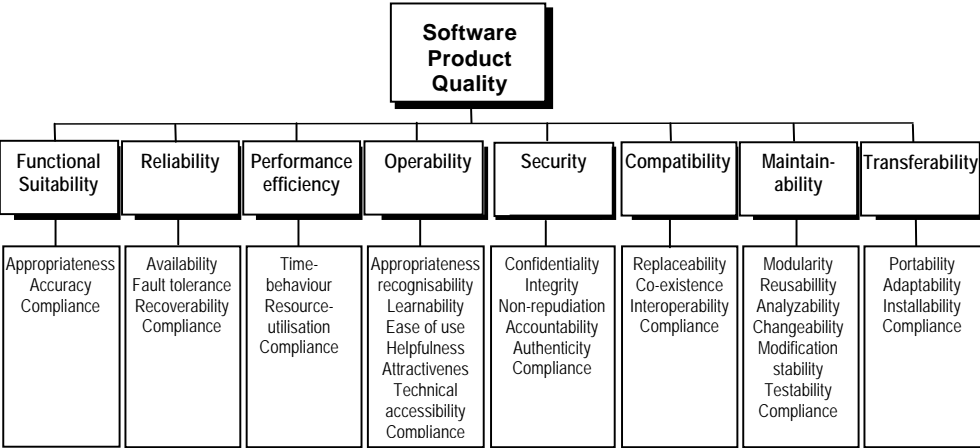 Software
Product
Quality
Functional
Suitability
Reliability
Performance
efficiency
Operability
Security
Compatibility
Maintain-
ability
Transferability
Appropriateness
Accuracy
Compliance
Availability
Fault tolerance
Recoverability
Compliance
Time-
behaviour
Resource-
utilisation
Compliance
Appropriateness
recognisability
Learnability
Ease of use
Helpfulness
Attractivenes
Technical
accessibility
Compliance
Confidentiality
Integrity
Non-repudiation
Accountability
Authenticity
Compliance
Replaceability
Co-existence
Interoperability
Compliance
Modularity
Reusability
Analyzability
Changeability
Modification
stability
Testability
Compliance
Portability
Adaptability
Installability
Compliance